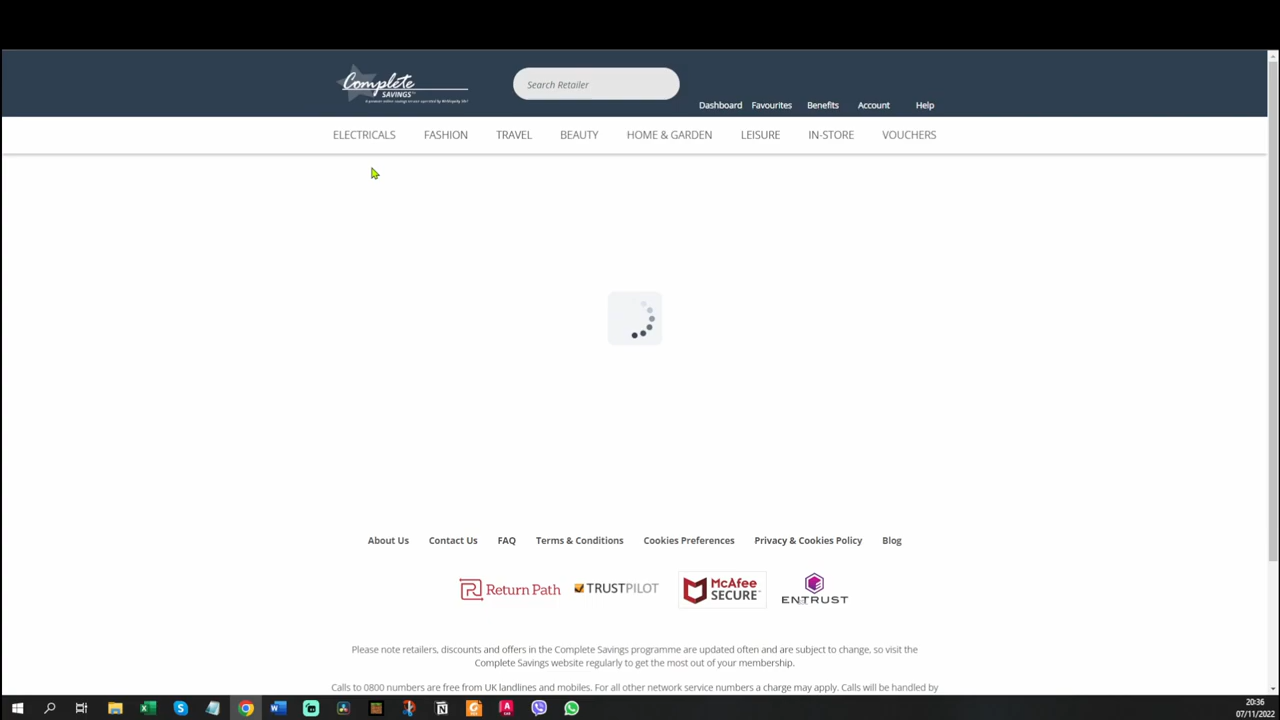 Complete
SAVINGS
Search Retailer
Dashboard Favourites Benefits Account Help
ELECTRICALS FASHION TRAVEL BEAUTY HOME & GARDEN LEISURE IN-STORE VOUCHERS
About Us Contact Us FAQ Terms & Conditions Cookies Preferences Privacy & Cookies Policy Blog
Return Path TRUSTPILOT McAfee SECURE ENTRUST
Please note retailers, discounts and offers in the Complete Savings programme are updated often and are subject to change, so visit the
Complete Savings website regularly to get the most out of your membership.
Calls to 0800 numbers are free from UK landlines and mobiles. For all other network service numbers a charge may apply. Calls will be handled by
20:36
07/11/2022